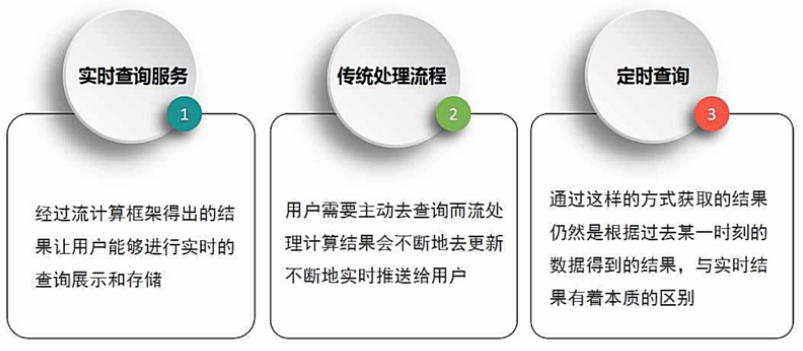 实时查询服务
1
经过流计算框架得出的结
果让用户能够进行实时的
查询展示和存储
传统处理流程
2
用户需要主动去查询而流处
理计算结果会不断地去更新
不断地实时推送给用户
定时查询
3
通过这样的方式获取的结果
仍然是根据过去某一时刻的
数据得到的结果，与实时结
果有着本质的区别